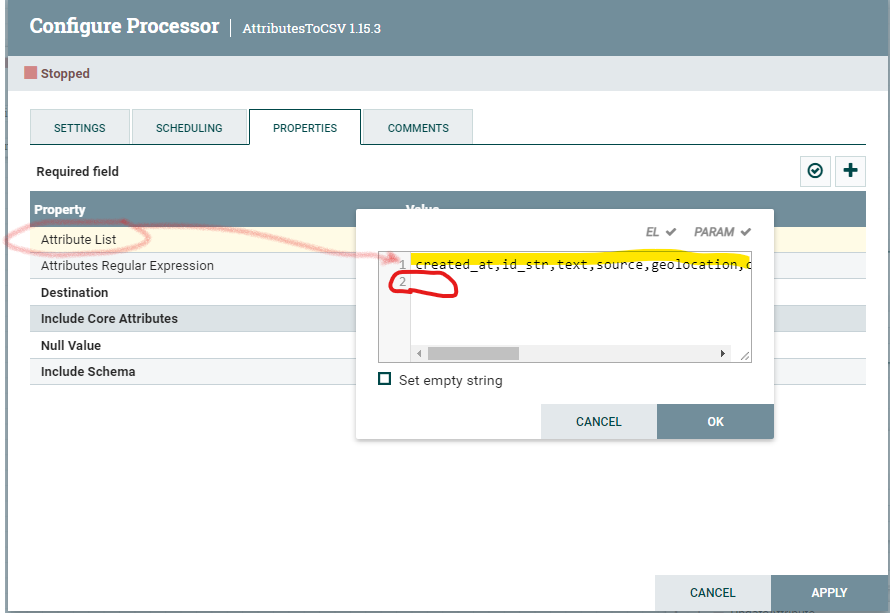 Configure Processor | AttributesToCSV 1.15.3
Stopped
SETTINGS SCHEDULING PROPERTIES COMMENTS
Required field
Property Value
EL PARAM
Attribute List
1 created_at,id_str,text,source,geolocation,c
Attributes Regular Expression
2
Destination
Include Core Attributes
Null Value
Include Schema
Set empty string
CANCEL OK
CANCEL APPLY